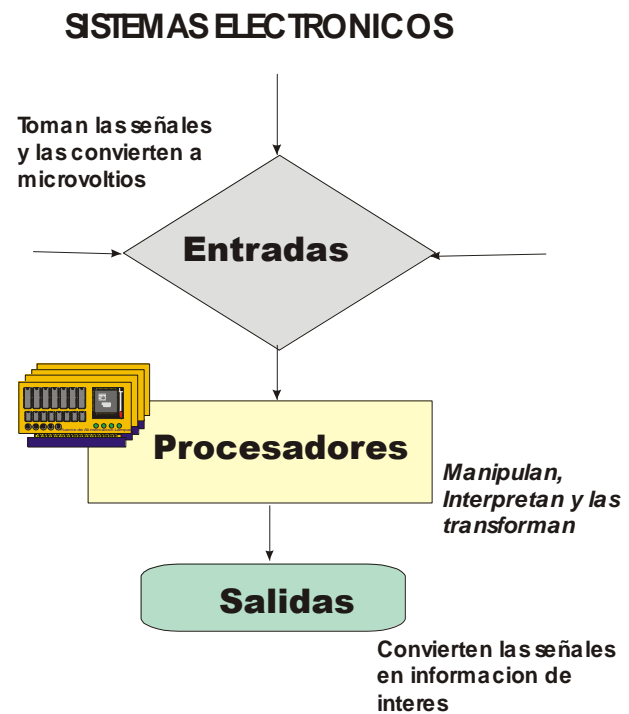 SISTEMAS ELECTRONICOS
Toman las señales
y las convierten a
microvoltios
Entradas
Procesadores
Manipulan,
Interpretan y las
transforman
Salidas
Convierten las señales
en informacion de
interes